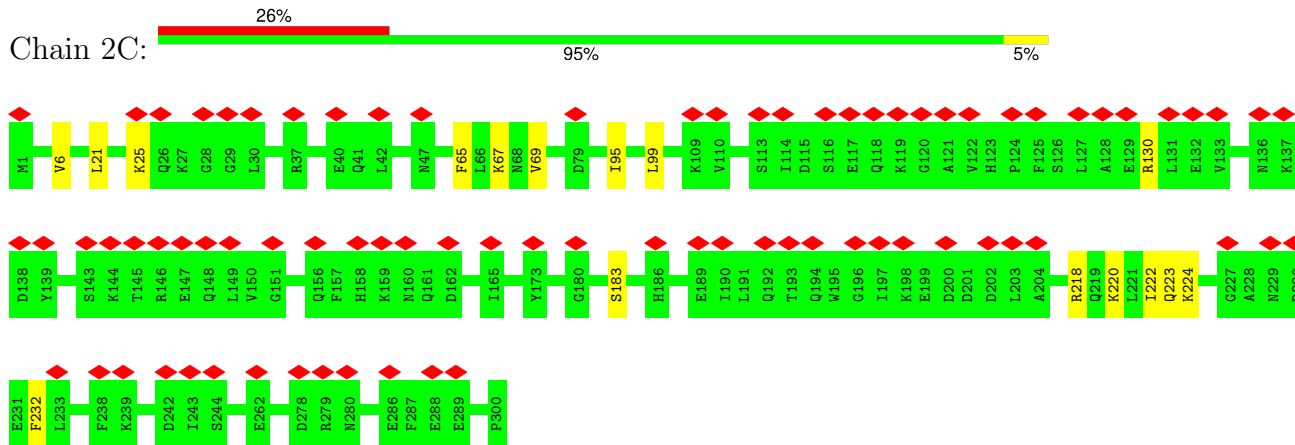 26%
Chain 2C:
95% 5%
M1 V6 L21 K25 Q26 K27 G28 G29 L30 R37 E40 Q41 L42 N47 F65 L66 K67 N68 V69 D79 I95 L99 K109 V110 S113 I114 D115 S116 E117 Q118 K119 G120 A121 V122 H123 P124 F125 S126 L127 A128 E129 R130 L131 E132 V133 N136 K137
D138 Y139 S143 K144 T145 R146 E147 Q148 L149 V150 G151 Q156 F157 H158 K159 N160 Q161 D162 I165 Y173 G180 S183 H186 E189 I190 L191 Q192 T193 Q194 W195 G196 I197 K198 E199 D200 D201 D202 L203 A204 R218 Q219 K220 L221 I222 Q223 K224 G227 A228 N229
E231 F232 L233 F238 K239 D242 I243 S244 E262 D278 R279 N280 E286 F287 E288 E289 P300